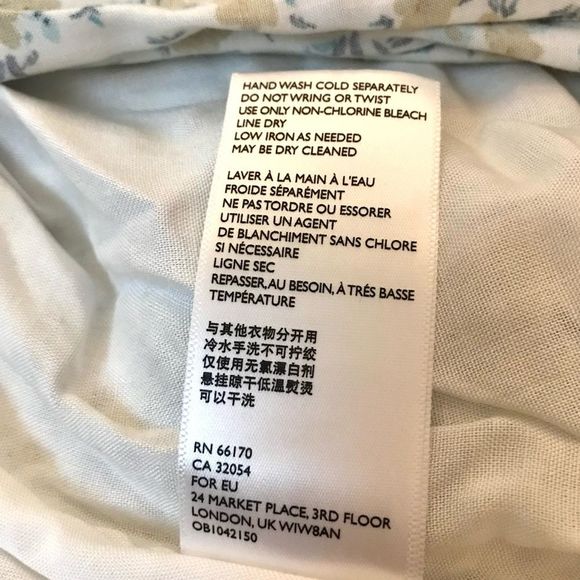 HAND WASH COLD SEPARATELY
DO NOT WRING OR TWIST
USE ONLY NON-CHLORINE BLEACH
LINE DRY
LOW IRON AS NEEDED
MAY BE DRY CLEANED
LAVER À LA MAIN À L'EAU
FROIDE SÉPARÉMENT
NE PAS TORDRE OU ESSORER
UTILISER UN AGENT
DE BLANCHIMENT SANS CHLORE
SI NÉCESSAIRE
LIGNE SEC
REPASSER, AU BESOIN, À TRÉS BASSE
TEMPÉRATURE
与其他衣物分开用
冷水手洗不可拧绞
仅使用无氯漂白剂
悬挂晾干低温熨烫
可以干洗
RN 66170
CA 32054
FOR EU
24 MARKET PLACE, 3RD FLOOR
LONDON, UK WIW8AN
OB1042150